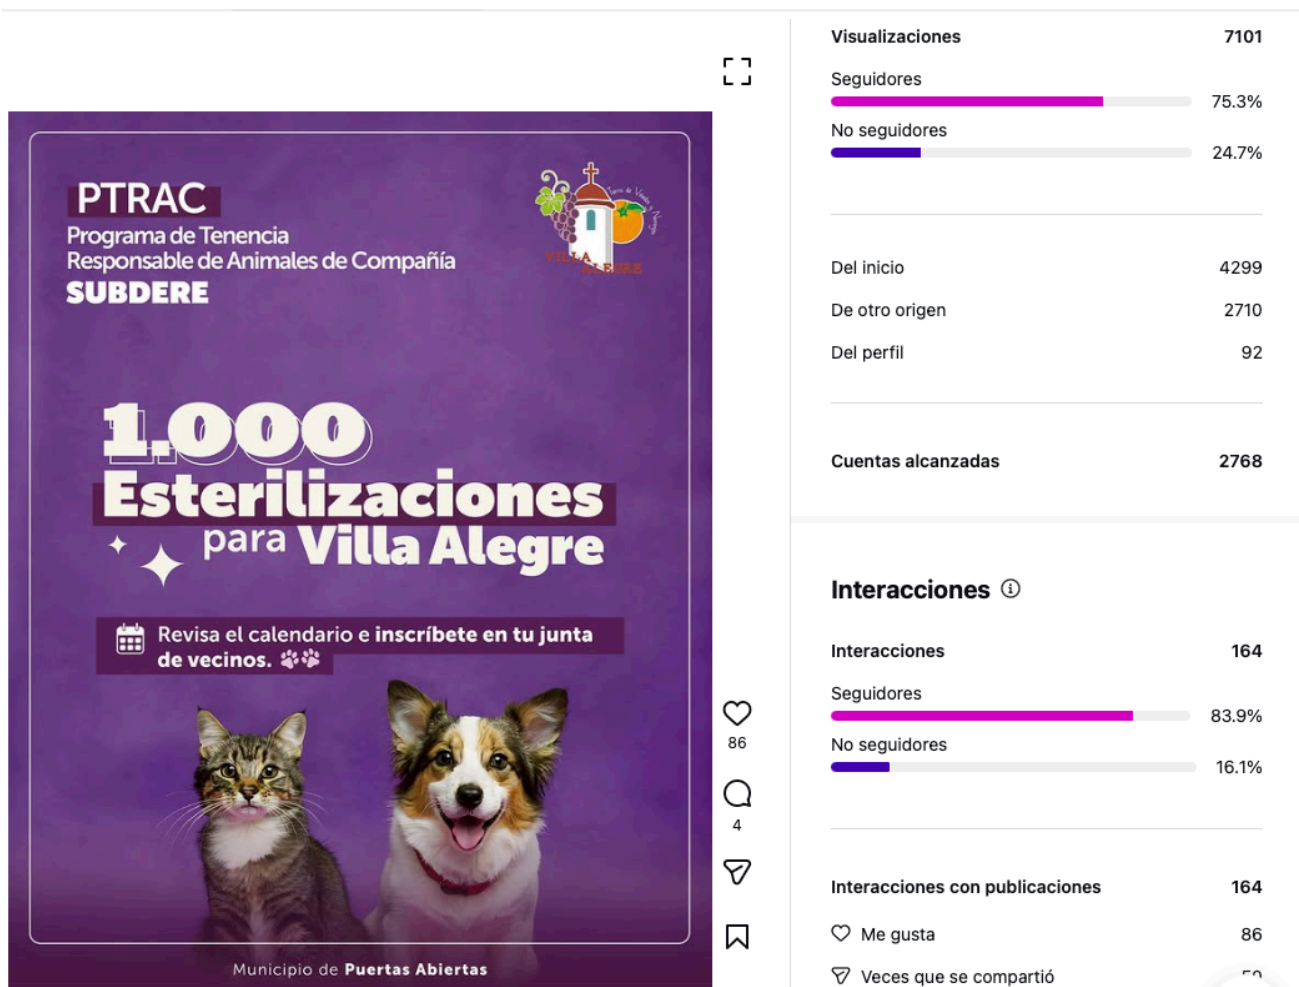 PTRAC
Programa de Tenencia
Responsable de Animales de Compañía
SUBDERE
Tierra de Viñedos y Naranjos
VILLA
ALEGRE
1.000
Esterilizaciones
para Villa Alegre
Revisa el calendario e inscríbete en tu junta
de vecinos.
Municipio de Puertas Abiertas
86
4
Visualizaciones 7101
Seguidores
75.3%
No seguidores
24.7%
Del inicio 4299
De otro origen 2710
Del perfil 92
Cuentas alcanzadas 2768
Interacciones
Interacciones 164
Seguidores
83.9%
No seguidores
16.1%
Interacciones con publicaciones 164
Me gusta 86
Veces que se compartió